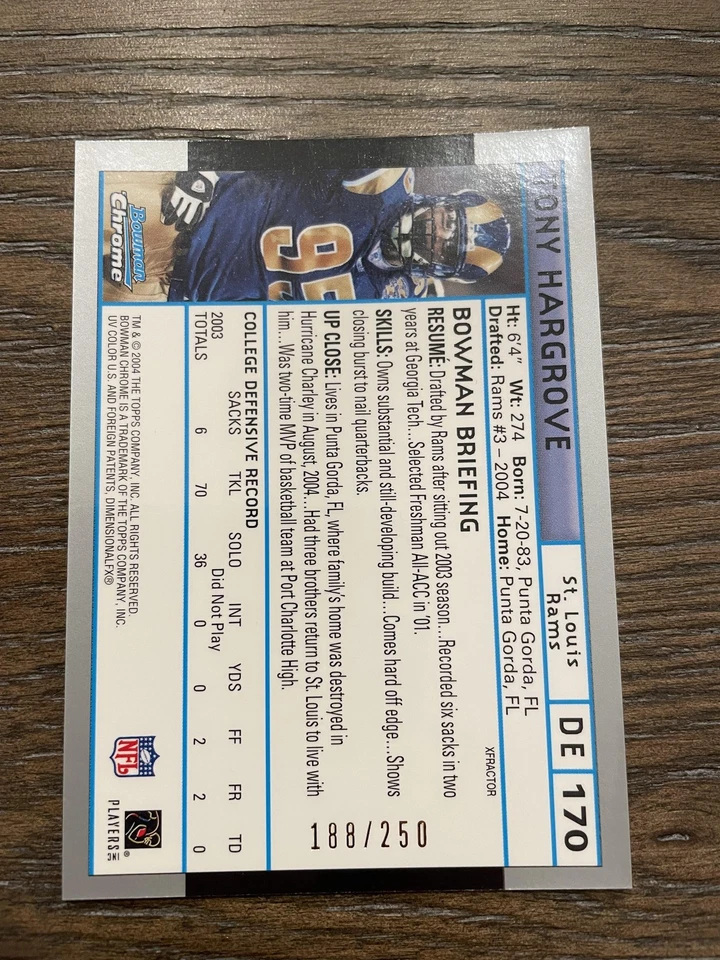 TONY HARGROVE
St. Louis
Rams
DE
170
Ht: 6'4" Wt: 274 Born: 7-20-83, Punta Gorda, FL
Drafted: Rams #3 – 2004 Home: Punta Gorda, FL
XFRACTOR
BOWMAN BRIEFING
RESUME: Drafted by Rams after sitting out 2003 season...Recorded six sacks in two
years at Georgia Tech...Selected Freshman All-ACC in '01.
SKILLS: Owns substantial and still-developing build...Comes hard off edge...Shows
closing burst to nail quarterbacks.
UP CLOSE: Lives in Punta Gorda, FL, where family's home was destroyed in
Hurricane Charley in August, 2004...Had three brothers return to St. Louis to live with
him...Was two-time MVP of basketball team at Port Charlotte High.
188/250
95
Bowman
Chrome
COLLEGE DEFENSIVE RECORD
SACKS TKL SOLO INT YDS FF FR TD
2003 Did Not Play
TOTALS 6 70 36 0 0 2 2 0
TM & © 2004 THE TOPPS COMPANY, INC. ALL RIGHTS RESERVED.
BOWMAN CHROME IS A TRADEMARK OF THE TOPPS COMPANY, INC.
UV COLOR U.S. AND FOREIGN PATENTS, DIMENSIONALFX®
NFL
PLAYERS INC ®